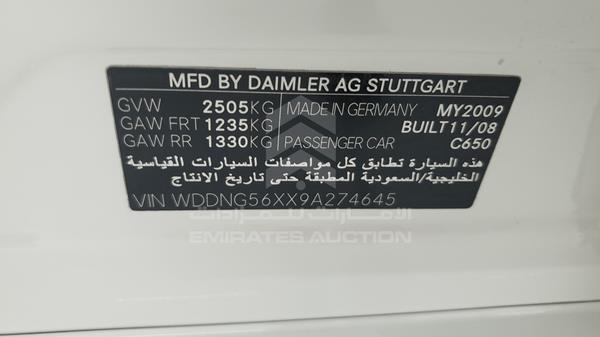 MFD BY DAIMLER AG STUTTGART
GVW 2505KG MADE IN GERMANY MY2009
GAW FRT 1235KG BUILT11/08
GAW RR 1330KG PASSENGER CAR C650
هذه السيارة تطابق كل مواصفات السيارات القياسية
الخليجية/السعودية المطبقة حتى تاريخ الانتاج
VIN WDDNG56XX9A274645
الإمارات للمزادات
EMIRATES AUCTION